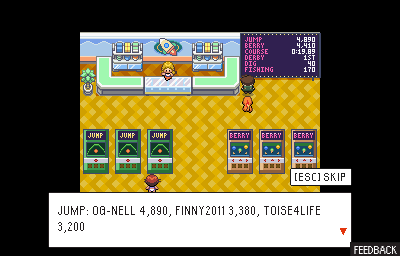 JUMP 4,890
BERRY 4,410
COURSE 0:19.89
DERBY 1ST
DIG 40
FISHING 170
JUMP JUMP JUMP BERRY BERRY BERRY
[ESC] SKIP
JUMP: OG-NELL 4,890, FINNY2011 3,380, TOISE4LIFE
3,200
FEEDBACK